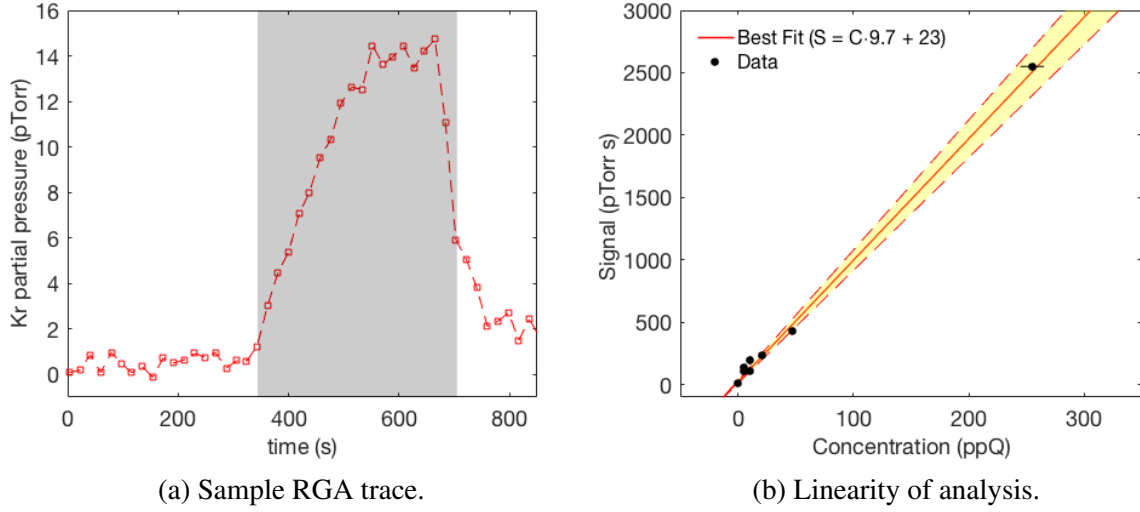 16
14
12
10
8
6
4
2
0
Kr partial pressure (pTorr)
0 200 400 600 800
time (s)
(a) Sample RGA trace.
3000
2500
2000
1500
1000
500
0
Signal (pTorr s)
Best Fit (S = C·9.7 + 23)
Data
0 100 200 300
Concentration (ppQ)
(b) Linearity of analysis.